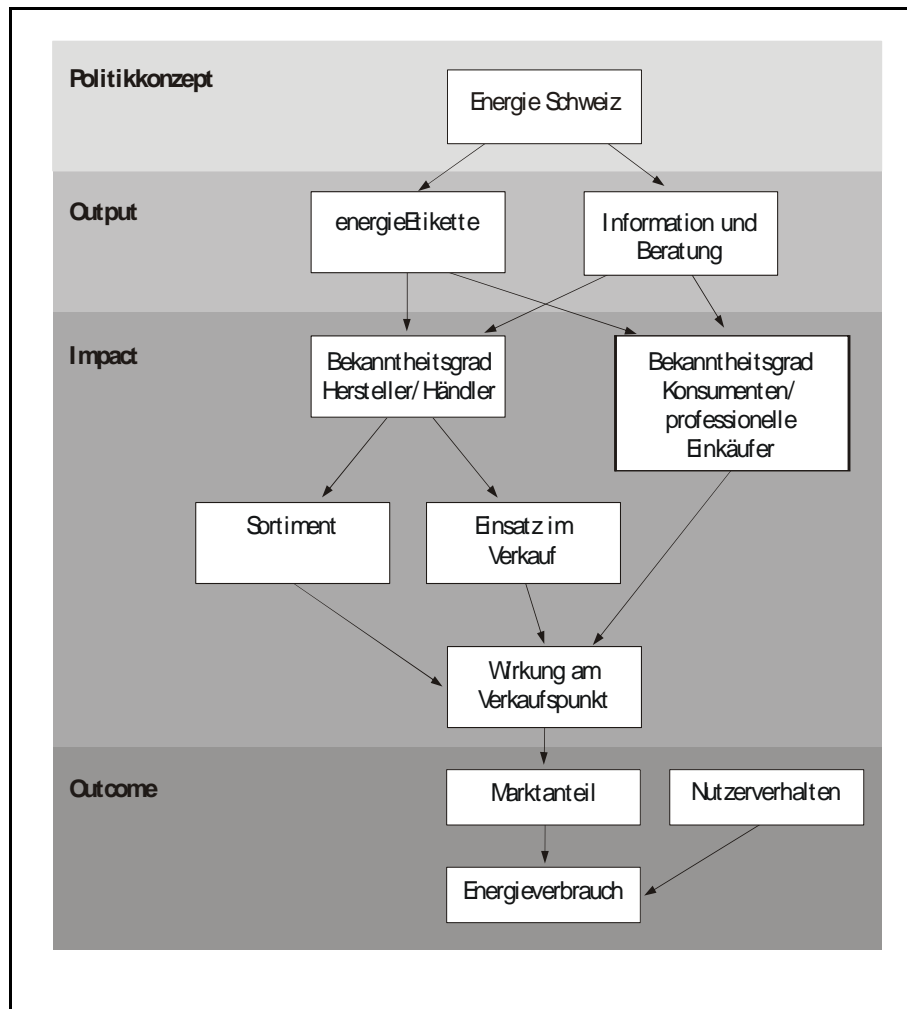 Politikkonzept
Energie Schweiz
Output
energieEtikette
Information und
Beratung
Impact
Bekanntheitsgrad
Hersteller/Händler
Bekanntheitsgrad
Konsumenten/
professionelle
Einkäufer
Sortiment
Einsatz im
Verkauf
Wirkung am
Verkaufspunkt
Outcome
Marktanteil
Nutzerverhalten
Energieverbrauch